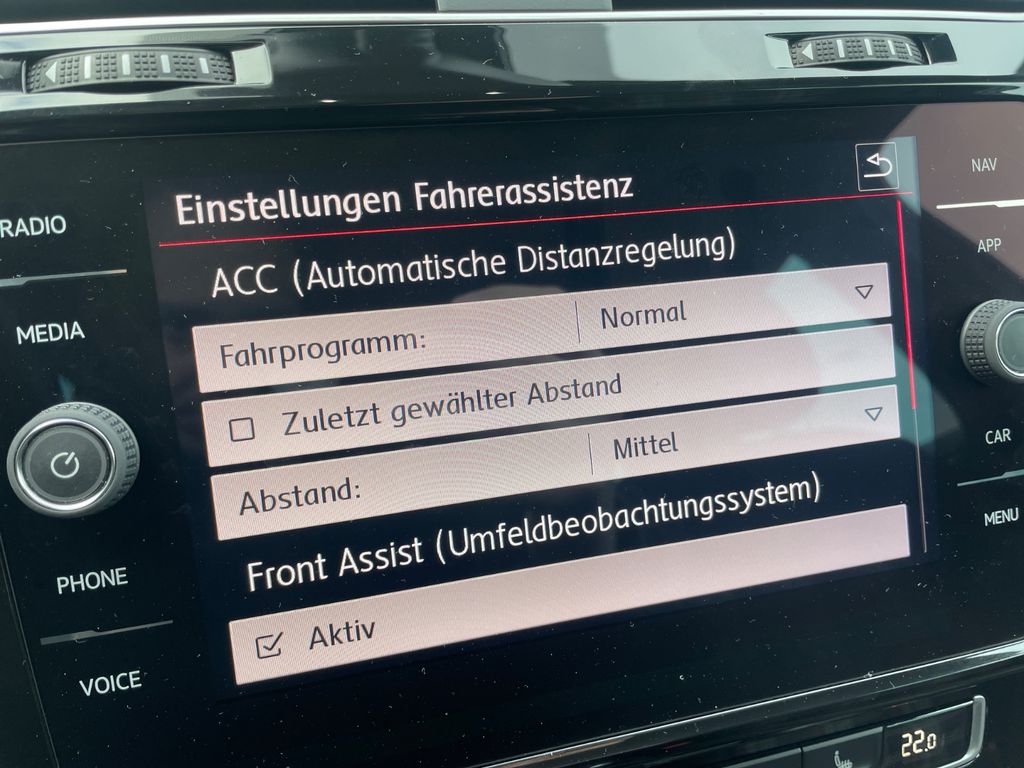 Einstellungen Fahrerassistenz
ACC (Automatische Distanzregelung)
Fahrprogramm: Normal
Zuletzt gewählter Abstand
Abstand: Mittel
Front Assist (Umfeldbeobachtungssystem)
Aktiv
RADIO
MEDIA
PHONE
VOICE
NAV
APP
CAR
MENU
22.0